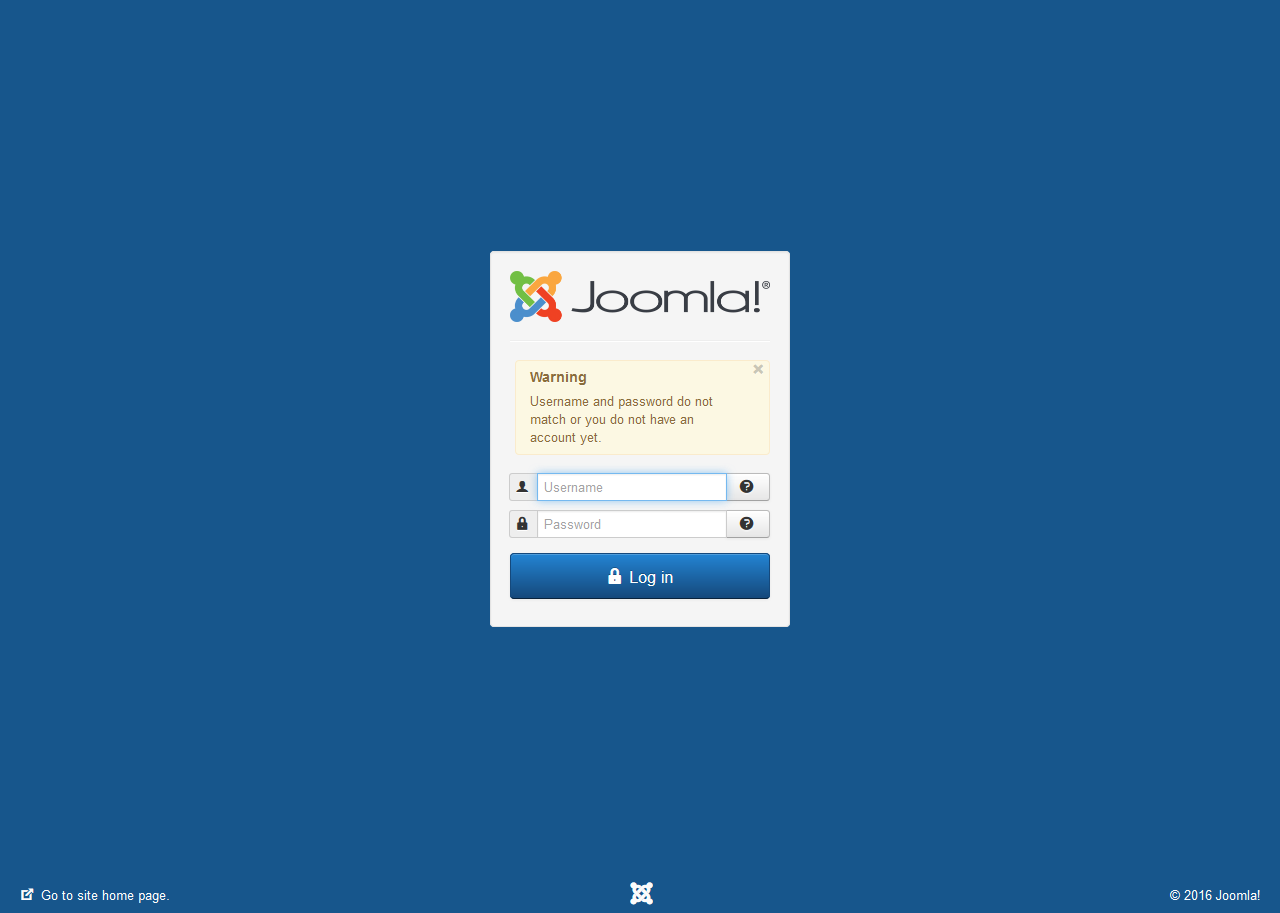 Joomla!®
Warning
Username and password do not
match or you do not have an
account yet.
Username
Password
Log in
Go to site home page.
© 2016 Joomla!